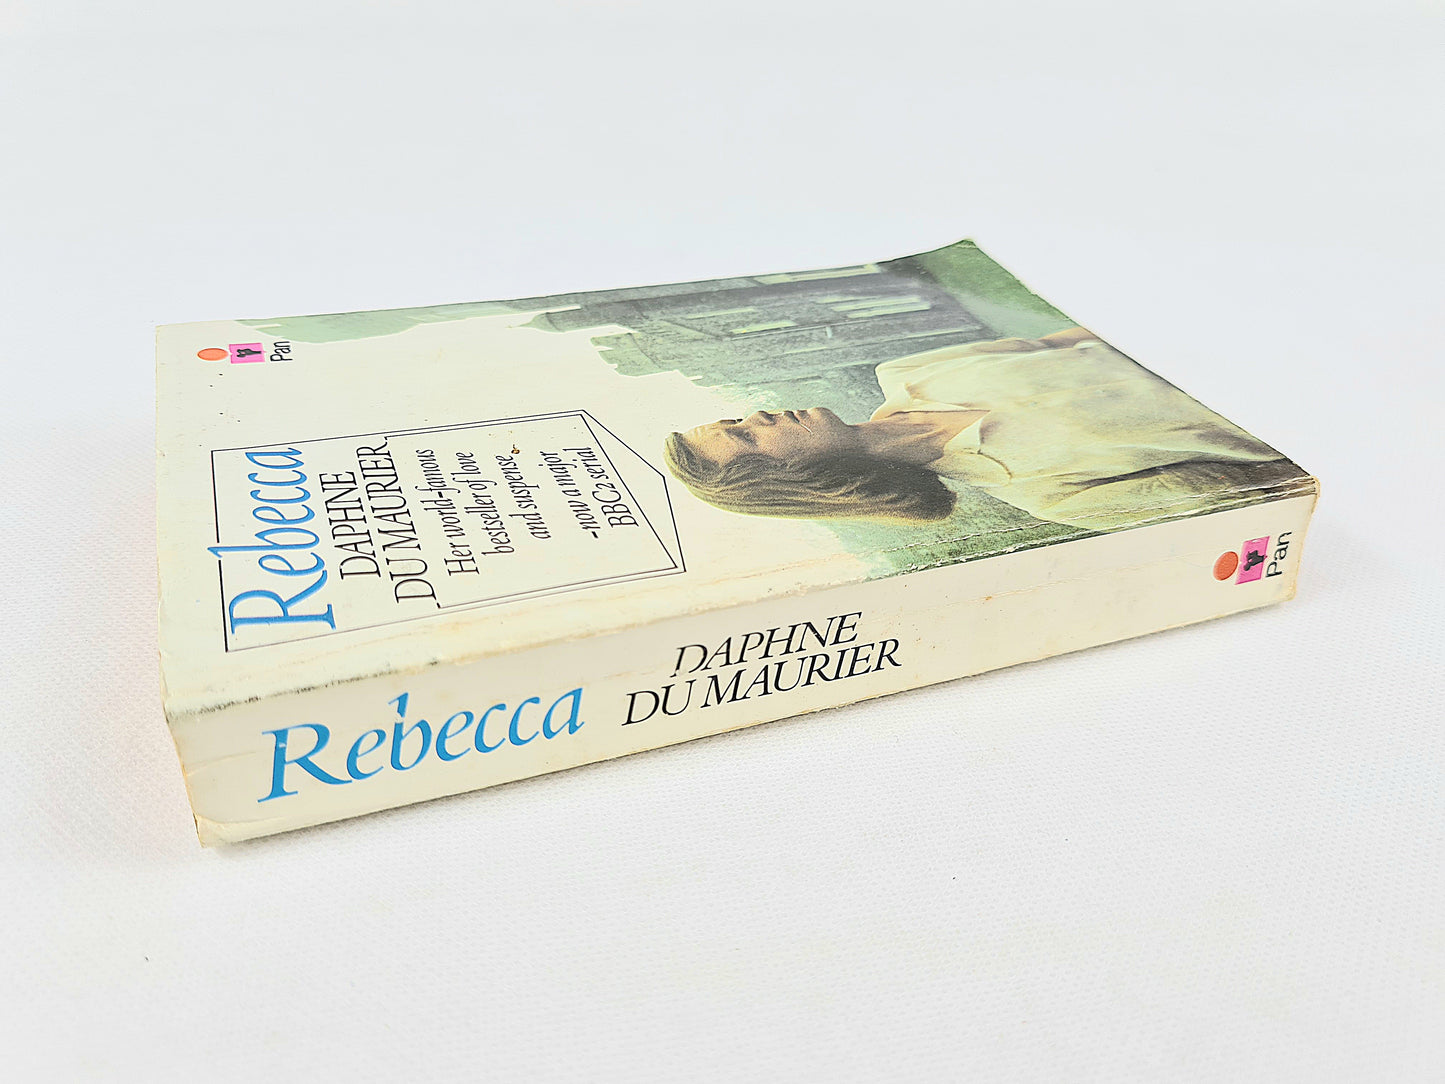 Pan
Rebecca
DAPHNE
DU MAURIER
Her world-famous
bestseller of love
and suspense
-now a major
BBC2 serial
Rebecca
DAPHNE
DU MAURIER
Pan